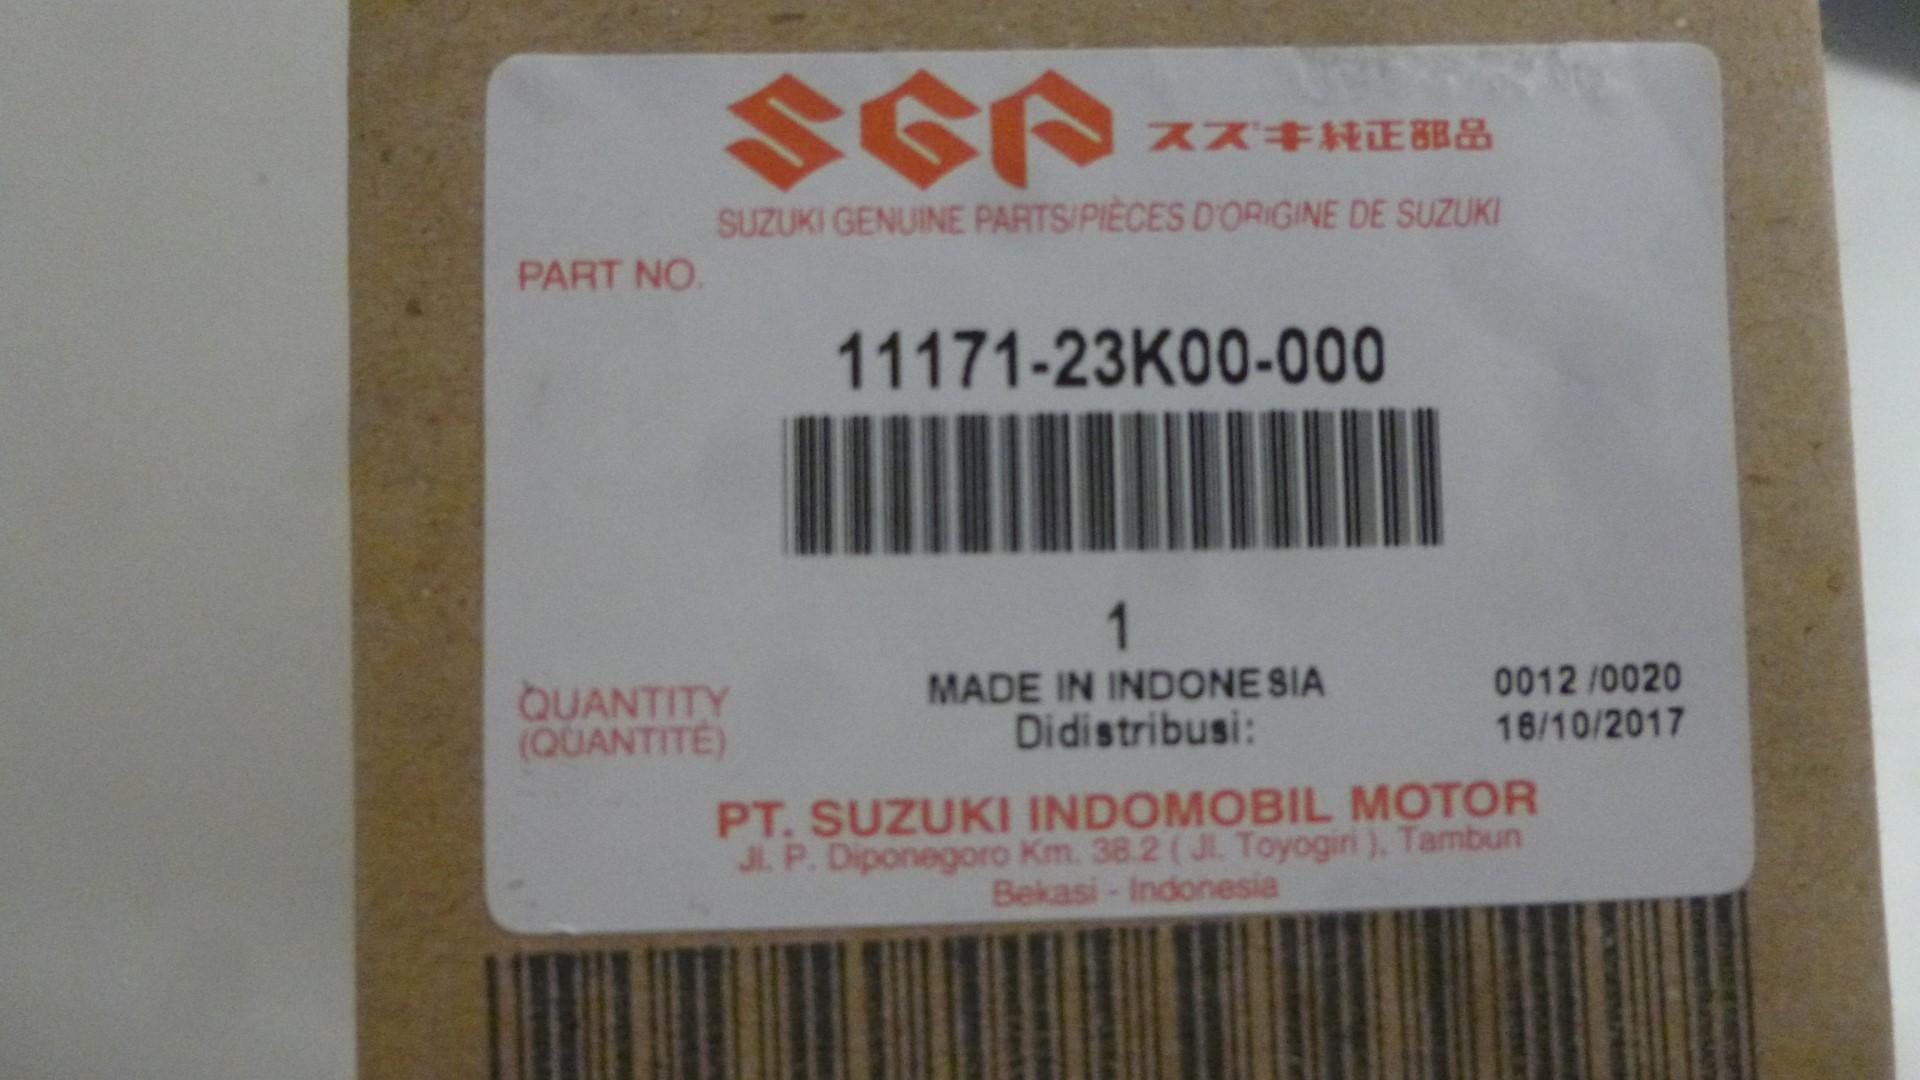 SGP スズキ純正部品
SUZUKI GENUINE PARTS/PIÈCES D'ORIGINE DE SUZUKI
PART NO.
11171-23K00-000
1
MADE IN INDONESIA 0012 /0020
QUANTITY
(QUANTITÉ)
Didistribusi: 16/10/2017
PT. SUZUKI INDOMOBIL MOTOR
Jl. P. Diponegoro Km. 38.2 ( Jl. Toyogiri ), Tambun
Bekasi - Indonesia